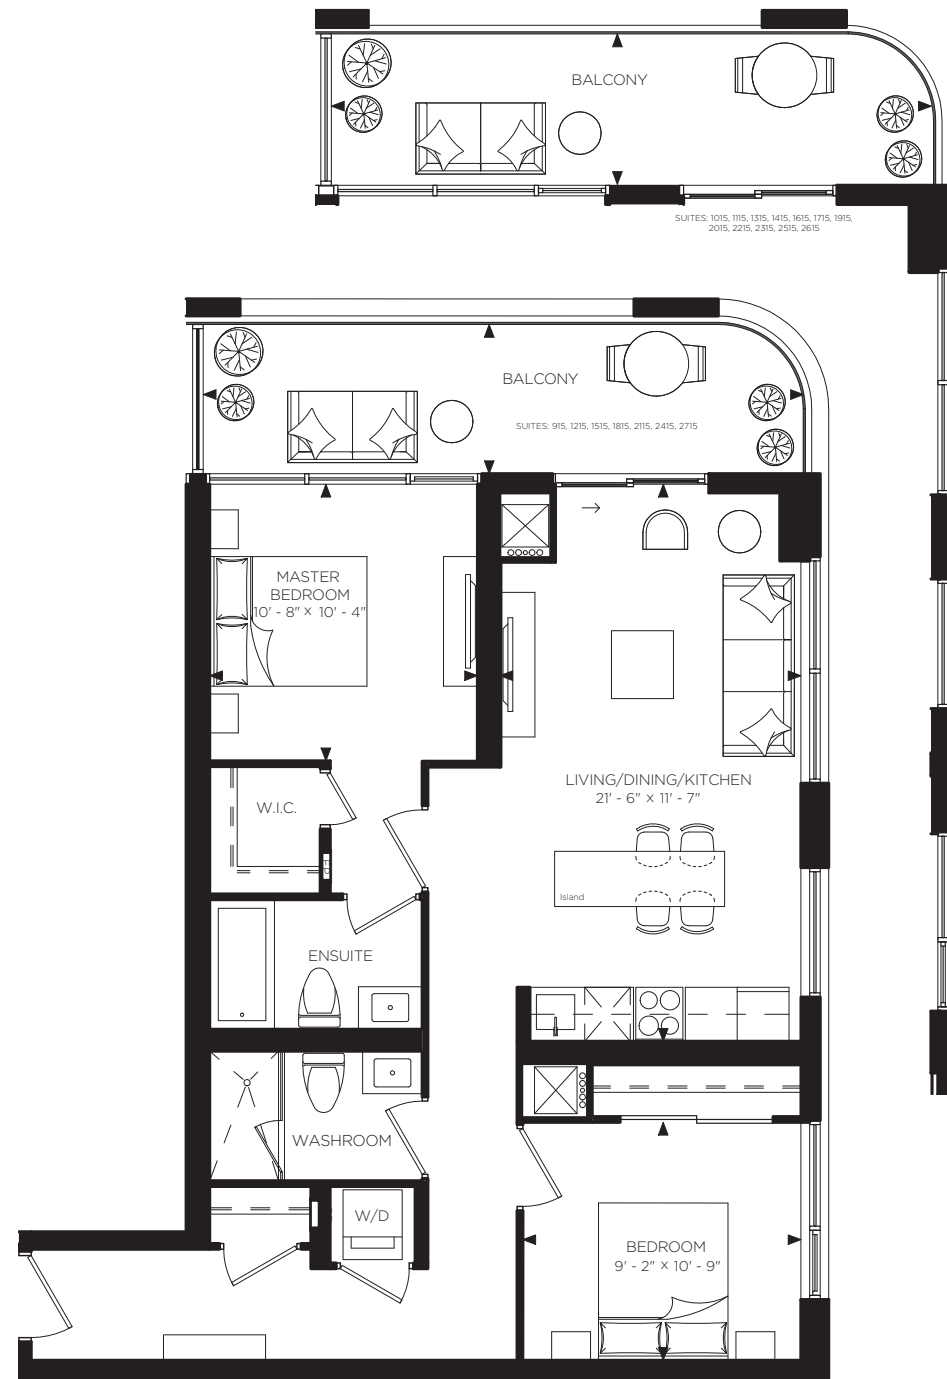 BALCONY
SUITES: 1015, 1115, 1315, 1415, 1615, 1715, 1915,
2015, 2215, 2315, 2515, 2615
BALCONY
SUITES: 915, 1215, 1515, 1815, 2115, 2415, 2715
MASTER
BEDROOM
10' - 8" x 10' - 4"
LIVING/DINING/KITCHEN
21' - 6" x 11' - 7"
W.I.C.
Island
ENSUITE
WASHROOM
W/D
BEDROOM
9' - 2" x 10' - 9"